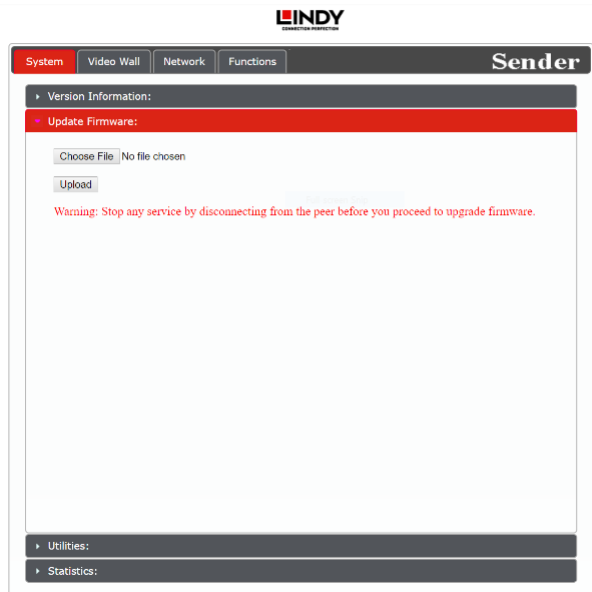 LINDY
CONNECTION PERFECTION
System Video Wall Network Functions Sender
Version Information:
Update Firmware:
Choose File No file chosen
Upload
Warning: Stop any service by disconnecting from the peer before you proceed to upgrade firmware.
Utilities:
Statistics: